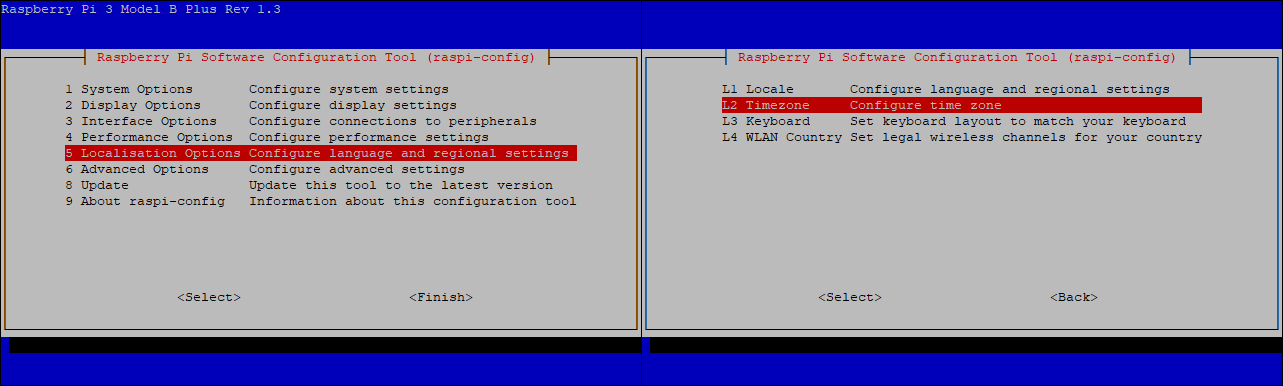 Raspberry Pi 3 Model B Plus Rev 1.3
Raspberry Pi Software Configuration Tool (raspi-config)
1 System Options Configure system settings
2 Display Options Configure display settings
3 Interface Options Configure connections to peripherals
4 Performance Options Configure performance settings
5 Localisation Options Configure language and regional settings
6 Advanced Options Configure advanced settings
8 Update Update this tool to the latest version
9 About raspi-config Information about this configuration tool
<Select> <Finish>
Raspberry Pi Software Configuration Tool (raspi-config)
L1 Locale Configure language and regional settings
L2 Timezone Configure time zone
L3 Keyboard Set keyboard layout to match your keyboard
L4 WLAN Country Set legal wireless channels for your country
<Select> <Back>